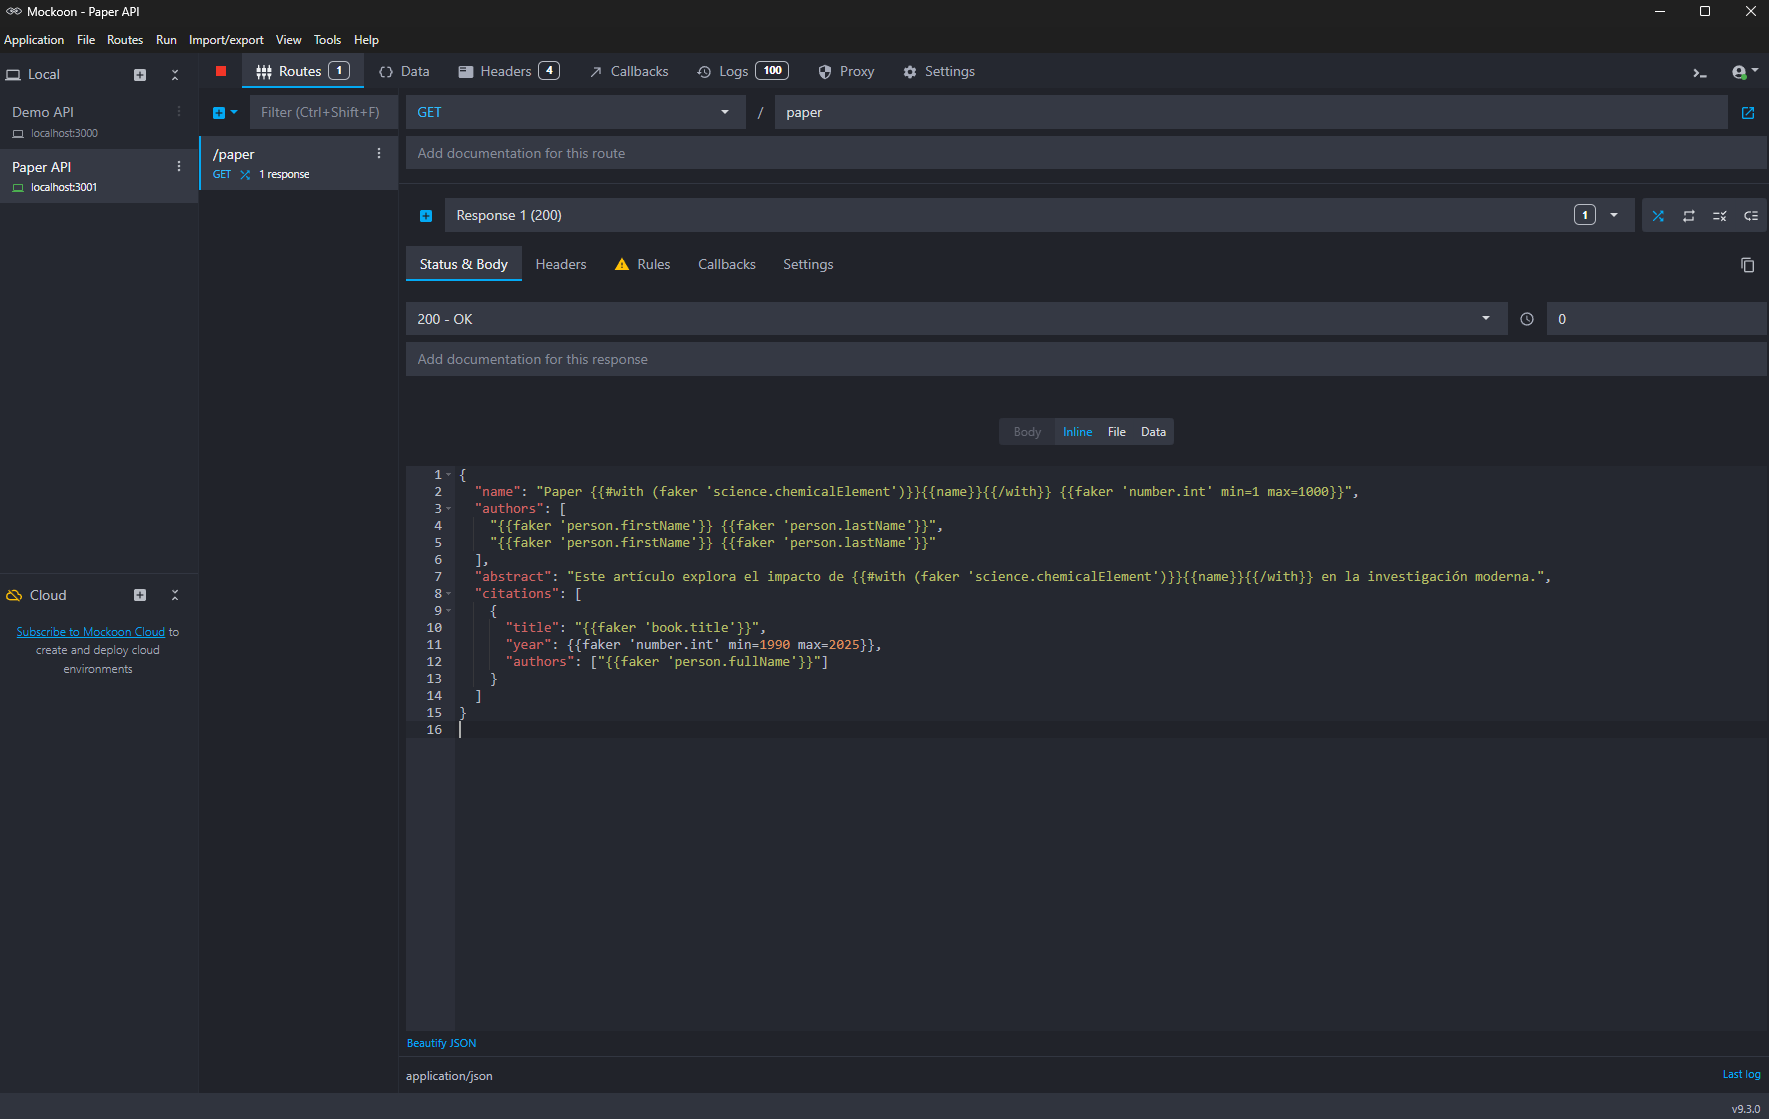 Mockoon - Paper API
Application File Routes Run Import/export View Tools Help
Local
Demo API
localhost:3000
Paper API
localhost:3001
Cloud
Subscribe to Mockoon Cloud to
create and deploy cloud
environments
Routes 1 Data Headers 4 Callbacks Logs 100 Proxy Settings
Filter (Ctrl+Shift+F)
/paper
GET 1 response
GET / paper
Add documentation for this route
Response 1 (200) 1
Status & Body Headers Rules Callbacks Settings
200 - OK 0
Add documentation for this response
Body Inline File Data
1 {
2 "name": "Paper {{#with (faker 'science.chemicalElement')}}{{name}}{{/with}} {{faker 'number.int' min=1 max=1000}}",
3 "authors": [
4 "{{faker 'person.firstName'}} {{faker 'person.lastName'}}",
5 "{{faker 'person.firstName'}} {{faker 'person.lastName'}}"
6 ],
7 "abstract": "Este artículo explora el impacto de {{#with (faker 'science.chemicalElement')}}{{name}}{{/with}} en la investigación moderna.",
8 "citations": [
9 {
10 "title": "{{faker 'book.title'}}",
11 "year": {{faker 'number.int' min=1990 max=2025}},
12 "authors": ["{{faker 'person.fullName'}}"]
13 }
14 ]
15 }
16
Beautify JSON
application/json
Last log
v9.3.0